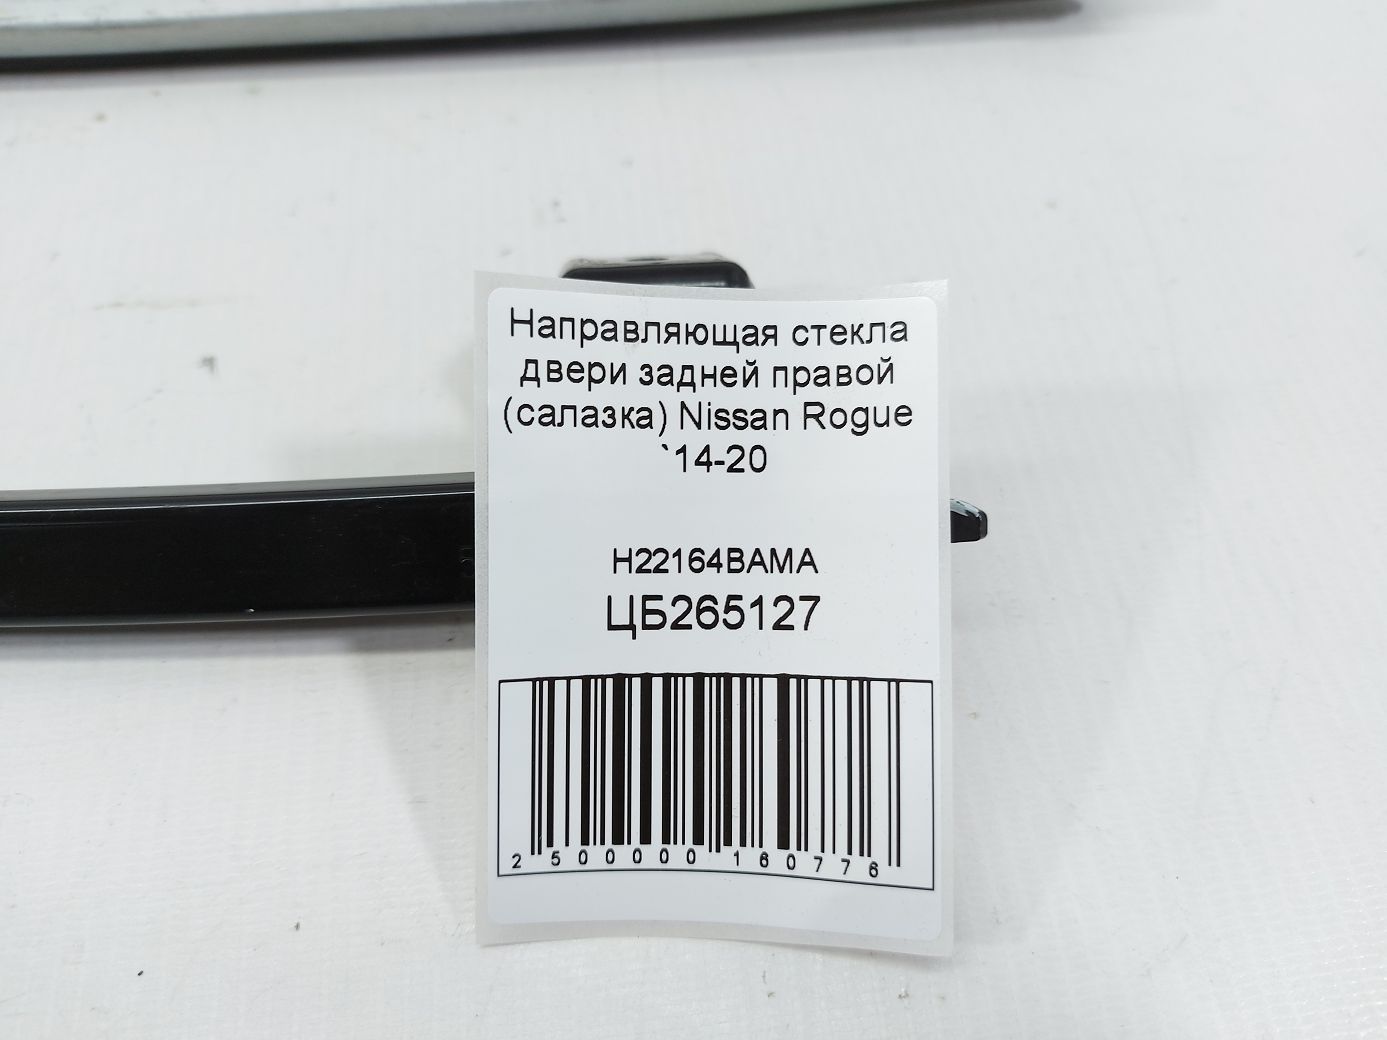 Направляющая стекла
двери задней правой
(салазка) Nissan Rogue
`14-20
H22164BAMA
ЦБ265127
2 500000 160776